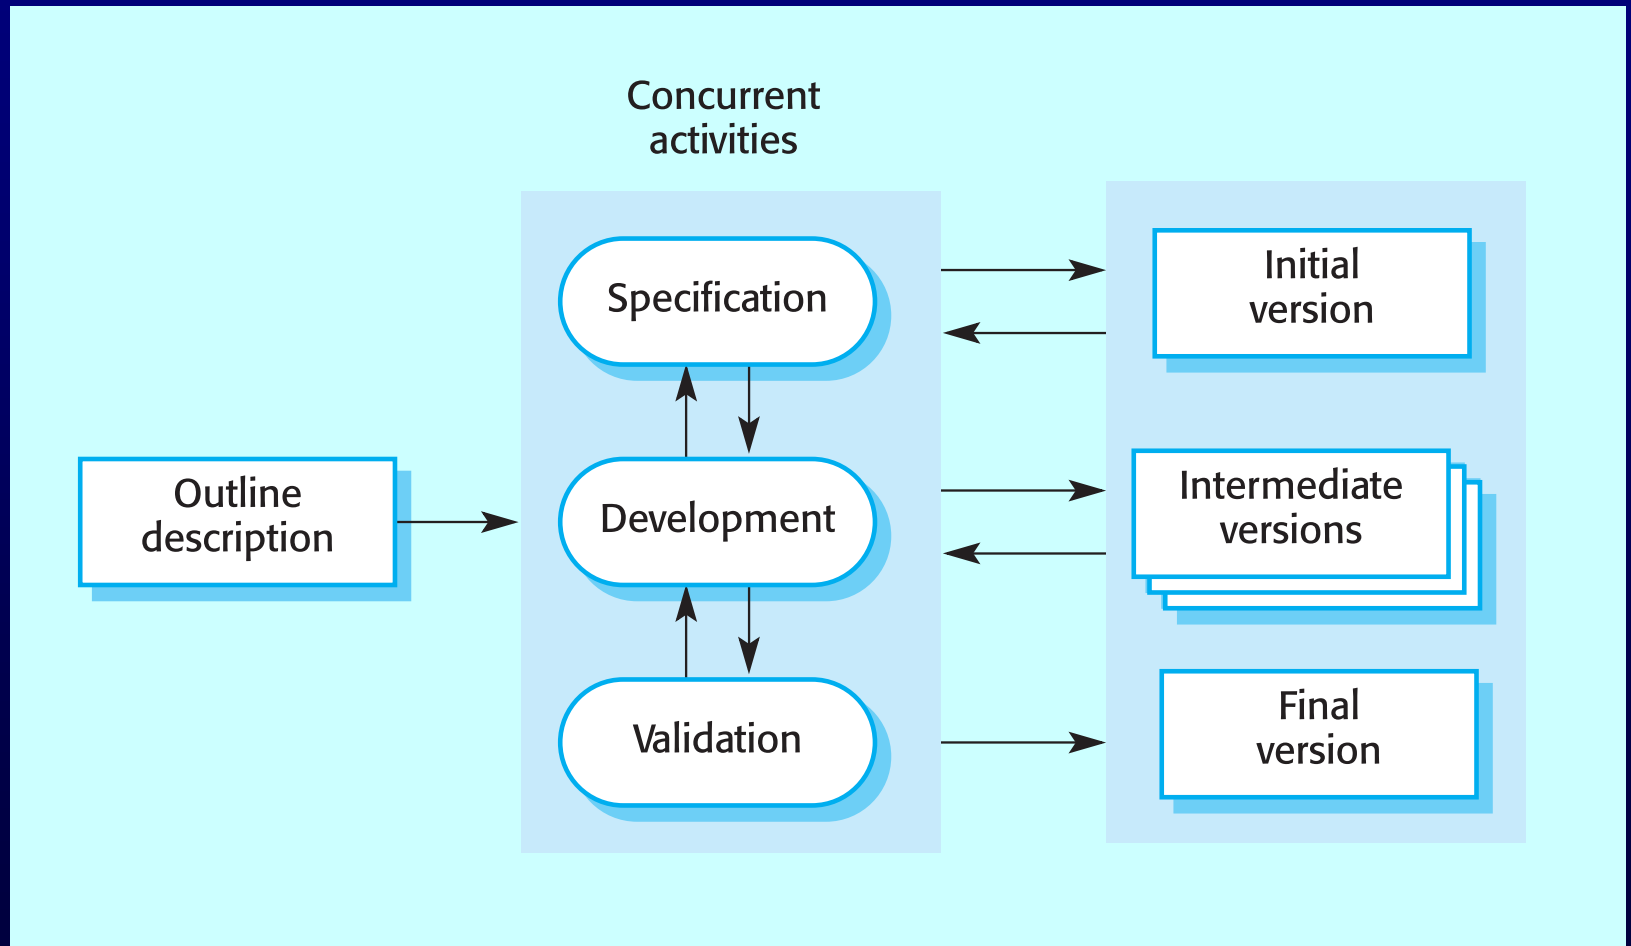 Concurrent
activities
Specification
Initial
version
Outline
description
Development
Intermediate
versions
Validation
Final
version